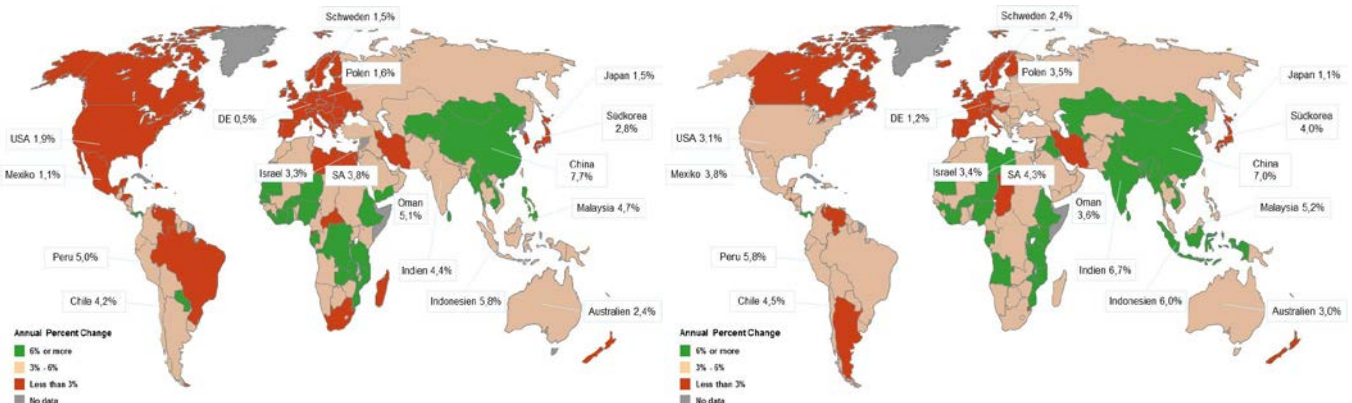 Schweden 1,5%
Polen 1,6%
Japan 1,5%
DE 0,5%
Südkorea
2,8%
USA 1,9%
China
7,7%
Mexiko 1,1%
Israel 3,3%
SA 3,8%
Oman
5,1%
Malaysia 4,7%
Peru 5,0%
Indien 4,4%
Chile 4,2%
Indonesien 5,8%
Australien 2,4%
Annual Percent Change
6% or more
3% - 6%
Less than 3%
No data
Schweden 2,4%
Polen 3,5%
Japan 1,1%
DE 1,2%
Südkorea
4,0%
USA 3,1%
China
7,0%
Mexiko 3,8%
Israel 3,4%
SA 4,3%
Oman
3,6%
Malaysia 5,2%
Peru 5,8%
Indien 6,7%
Chile 4,5%
Indonesien 6,0%
Australien 3,0%
Annual Percent Change
6% or more
3% - 6%
Less than 3%
No data